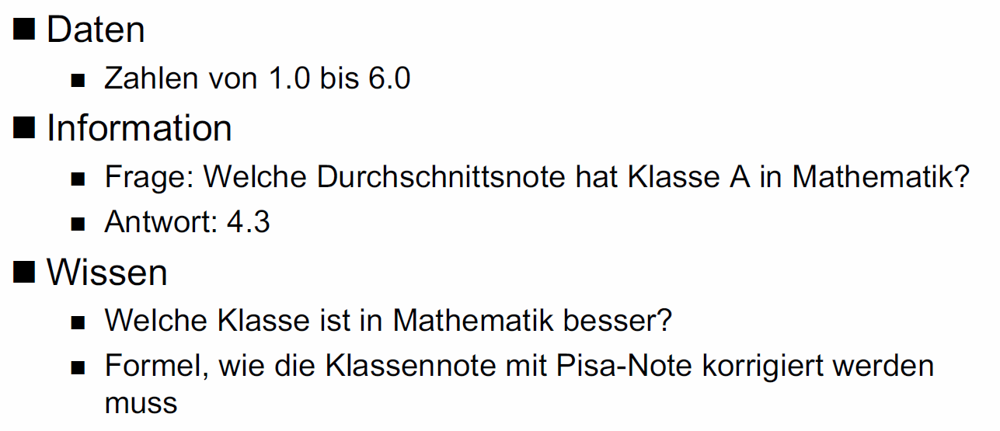 Daten
Zahlen von 1.0 bis 6.0
Information
Frage: Welche Durchschnittsnote hat Klasse A in Mathematik?
Antwort: 4.3
Wissen
Welche Klasse ist in Mathematik besser?
Formel, wie die Klassennote mit Pisa-Note korrigiert werden
muss